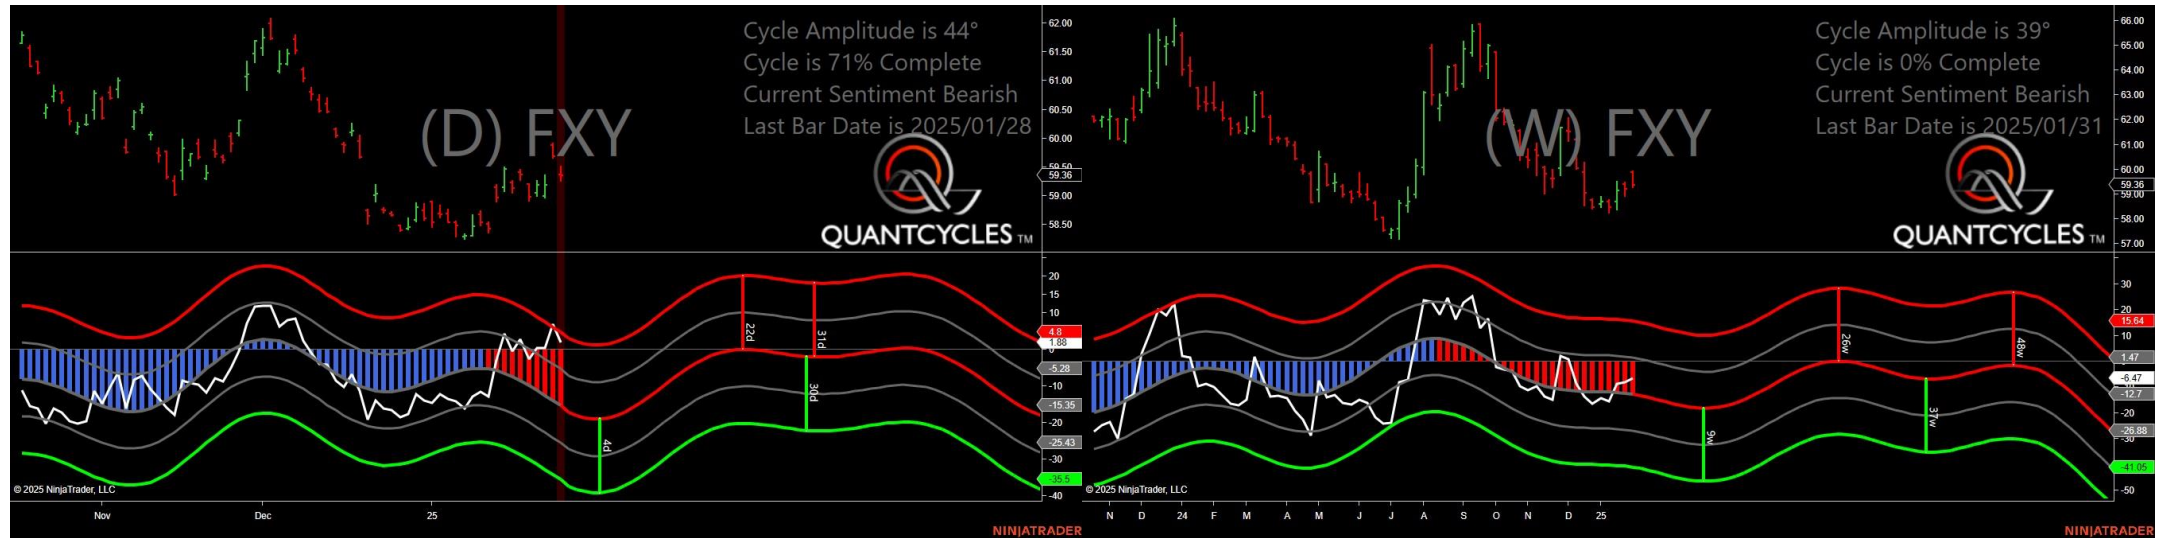 Cycle Amplitude is 44°
Cycle is 71% Complete
Current Sentiment Bearish
Last Bar Date is 2025/01/28
(D) FXY
QUANTCYCLES TM
62.00
61.50
61.00
60.50
60.00
59.50
59.36
59.00
58.50
20
15
10
4.8
1.88
0
-5.28
-10
-15.35
-20
-25.43
-30
-35.5
-40
22d
31d
30d
4d
© 2025 NinjaTrader, LLC
Nov Dec 25
NINJATRADER
Cycle Amplitude is 39°
Cycle is 0% Complete
Current Sentiment Bearish
Last Bar Date is 2025/01/31
(W) FXY
QUANTCYCLES TM
66.00
65.00
64.00
63.00
62.00
61.00
60.00
59.36
59.00
58.00
57.00
30
20
15.64
10
1.47
-6.47
-12.7
-20
-26.88
-30
-41.05
-50
26w
48w
37w
9w
© 2025 NinjaTrader, LLC
N D 24 F M A M J J A S O N D 25
NINJATRADER